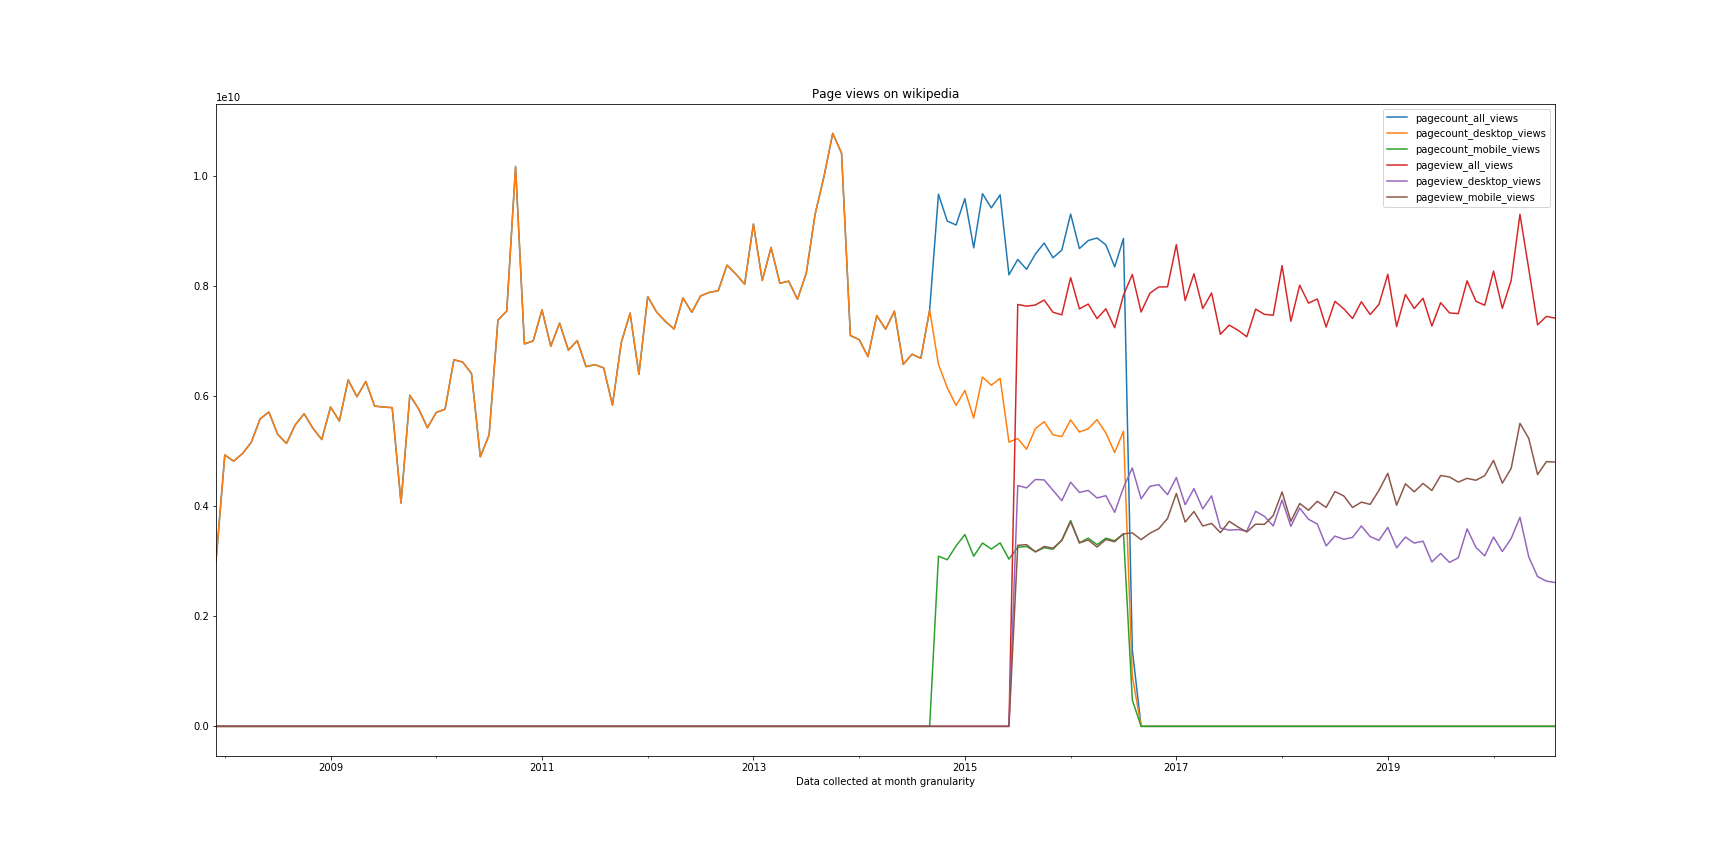 Page views on wikipedia
1e10
pagecount_all_views
pagecount_desktop_views
pagecount_mobile_views
pageview_all_views
pageview_desktop_views
pageview_mobile_views
1.0
0.8
0.6
0.4
0.2
0.0
2009 2011 2013 2015 2017 2019
Data collected at month granularity